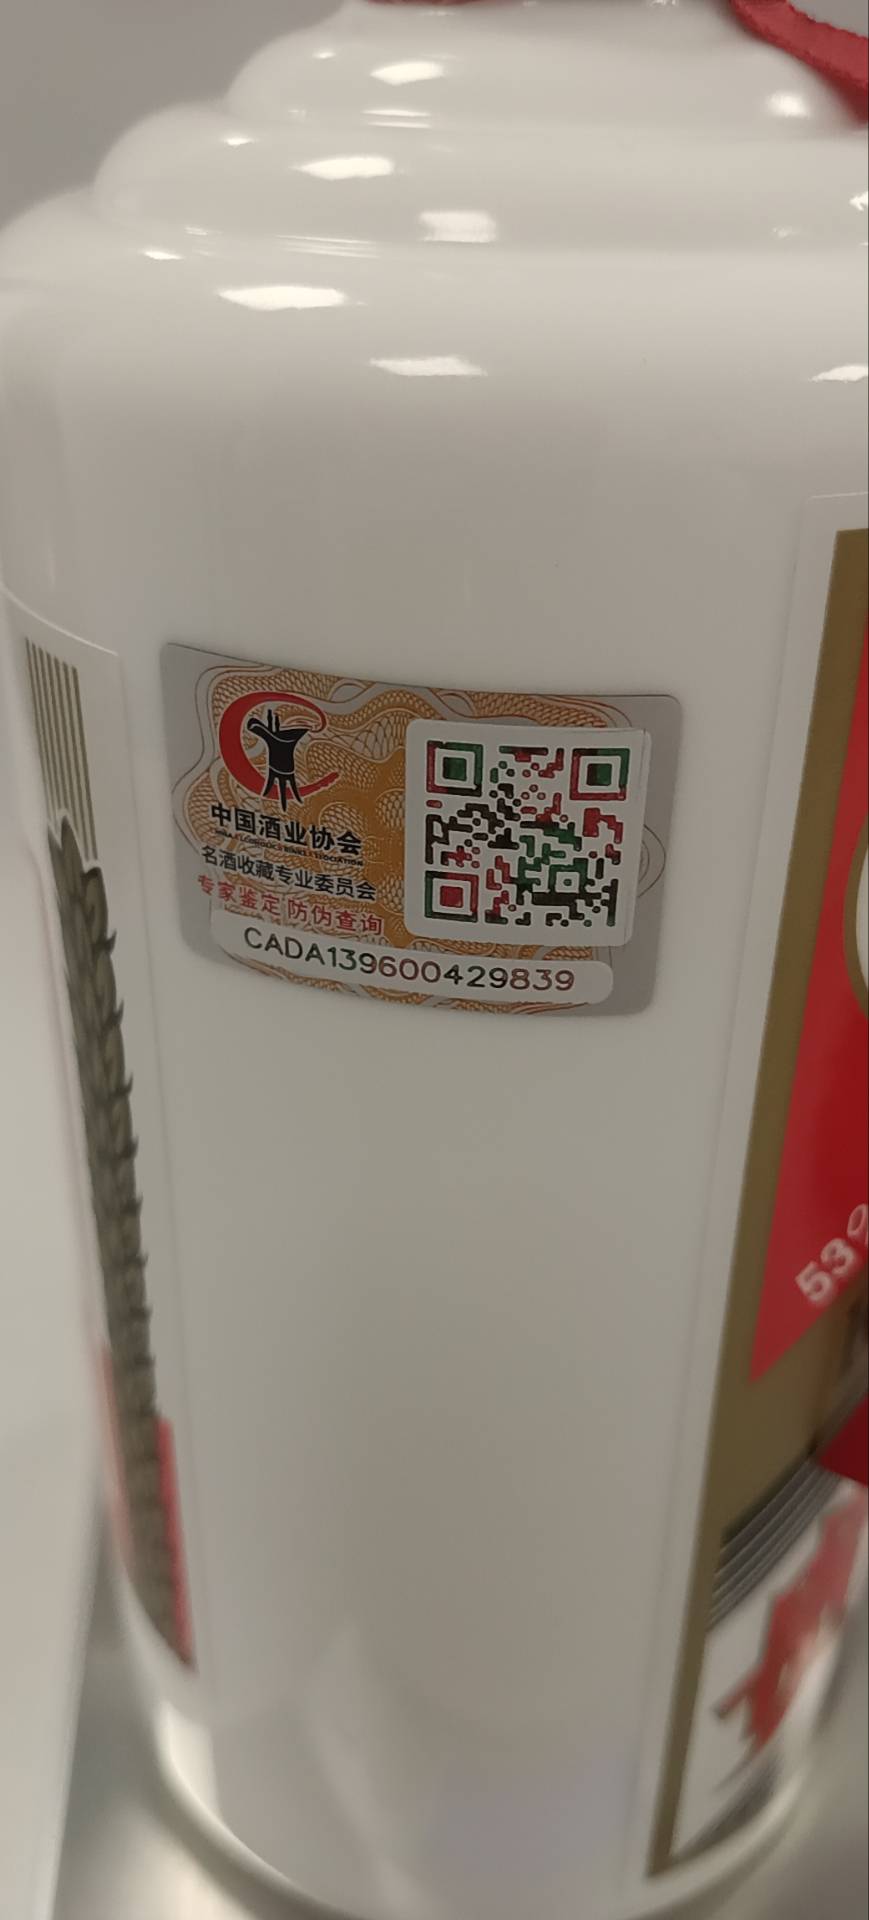 中国酒业协会
名酒收藏专业委员会
专家鉴定 防伪查询
CADA139600429839
53%